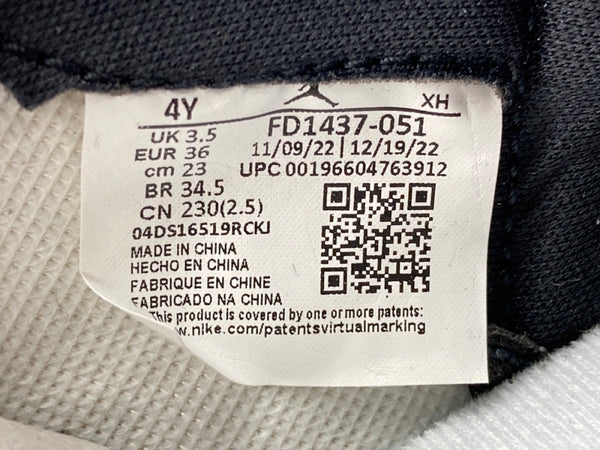 4Y XH
UK 3.5 FD1437-051
EUR 36 11/09/22 | 12/19/22
cm 23 UPC 00196604763912
BR 34.5
CN 230(2.5)
04DS16519RCKJ
MADE IN CHINA
HECHO EN CHINA
FABRIQUE EN CHINE
FABRICADO NA CHINA
This product is covered by one or more patents:
w.nike.com/patentsvirtualmarking